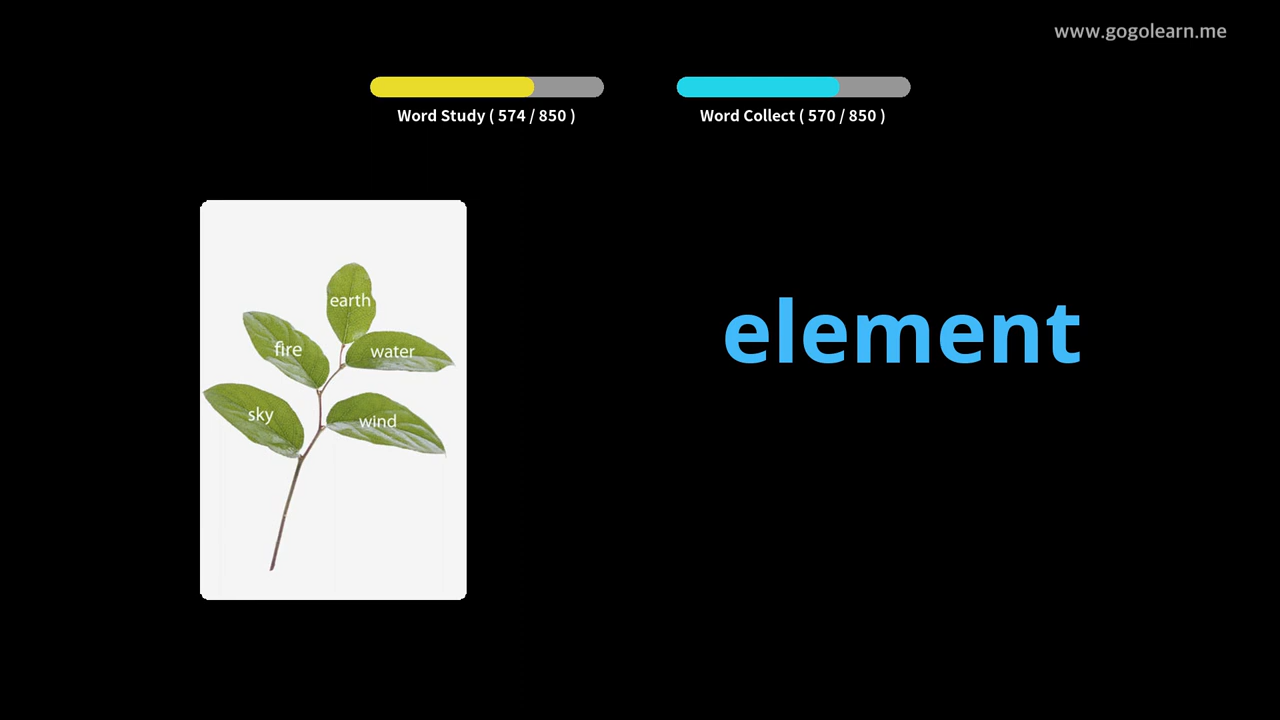 www.gogolearn.me
Word Study ( 574 / 850 )
Word Collect ( 570 / 850 )
earth
fire
water
sky
wind
element